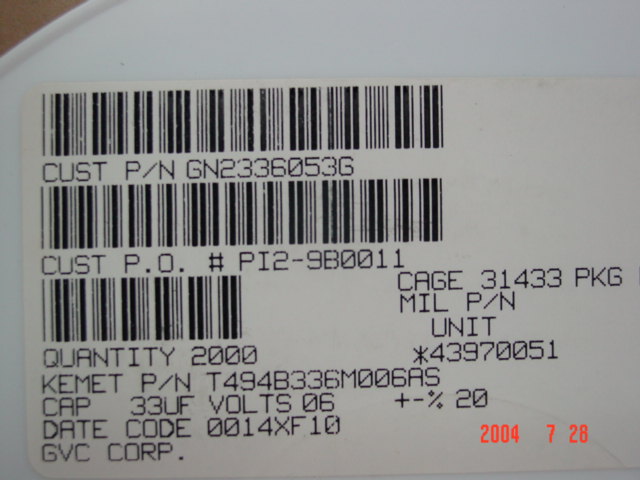 CUST P/N GN2336053G
CUST P.O. # PI2-9B0011
CAGE 31433 PKG
MIL P/N
UNIT
QUANTITY 2000 *43970051
KEMET P/N T494B336M006AS
CAP 33UF VOLTS 06 +-% 20
DATE CODE 0014XF10
GVC CORP.
2004 7 28